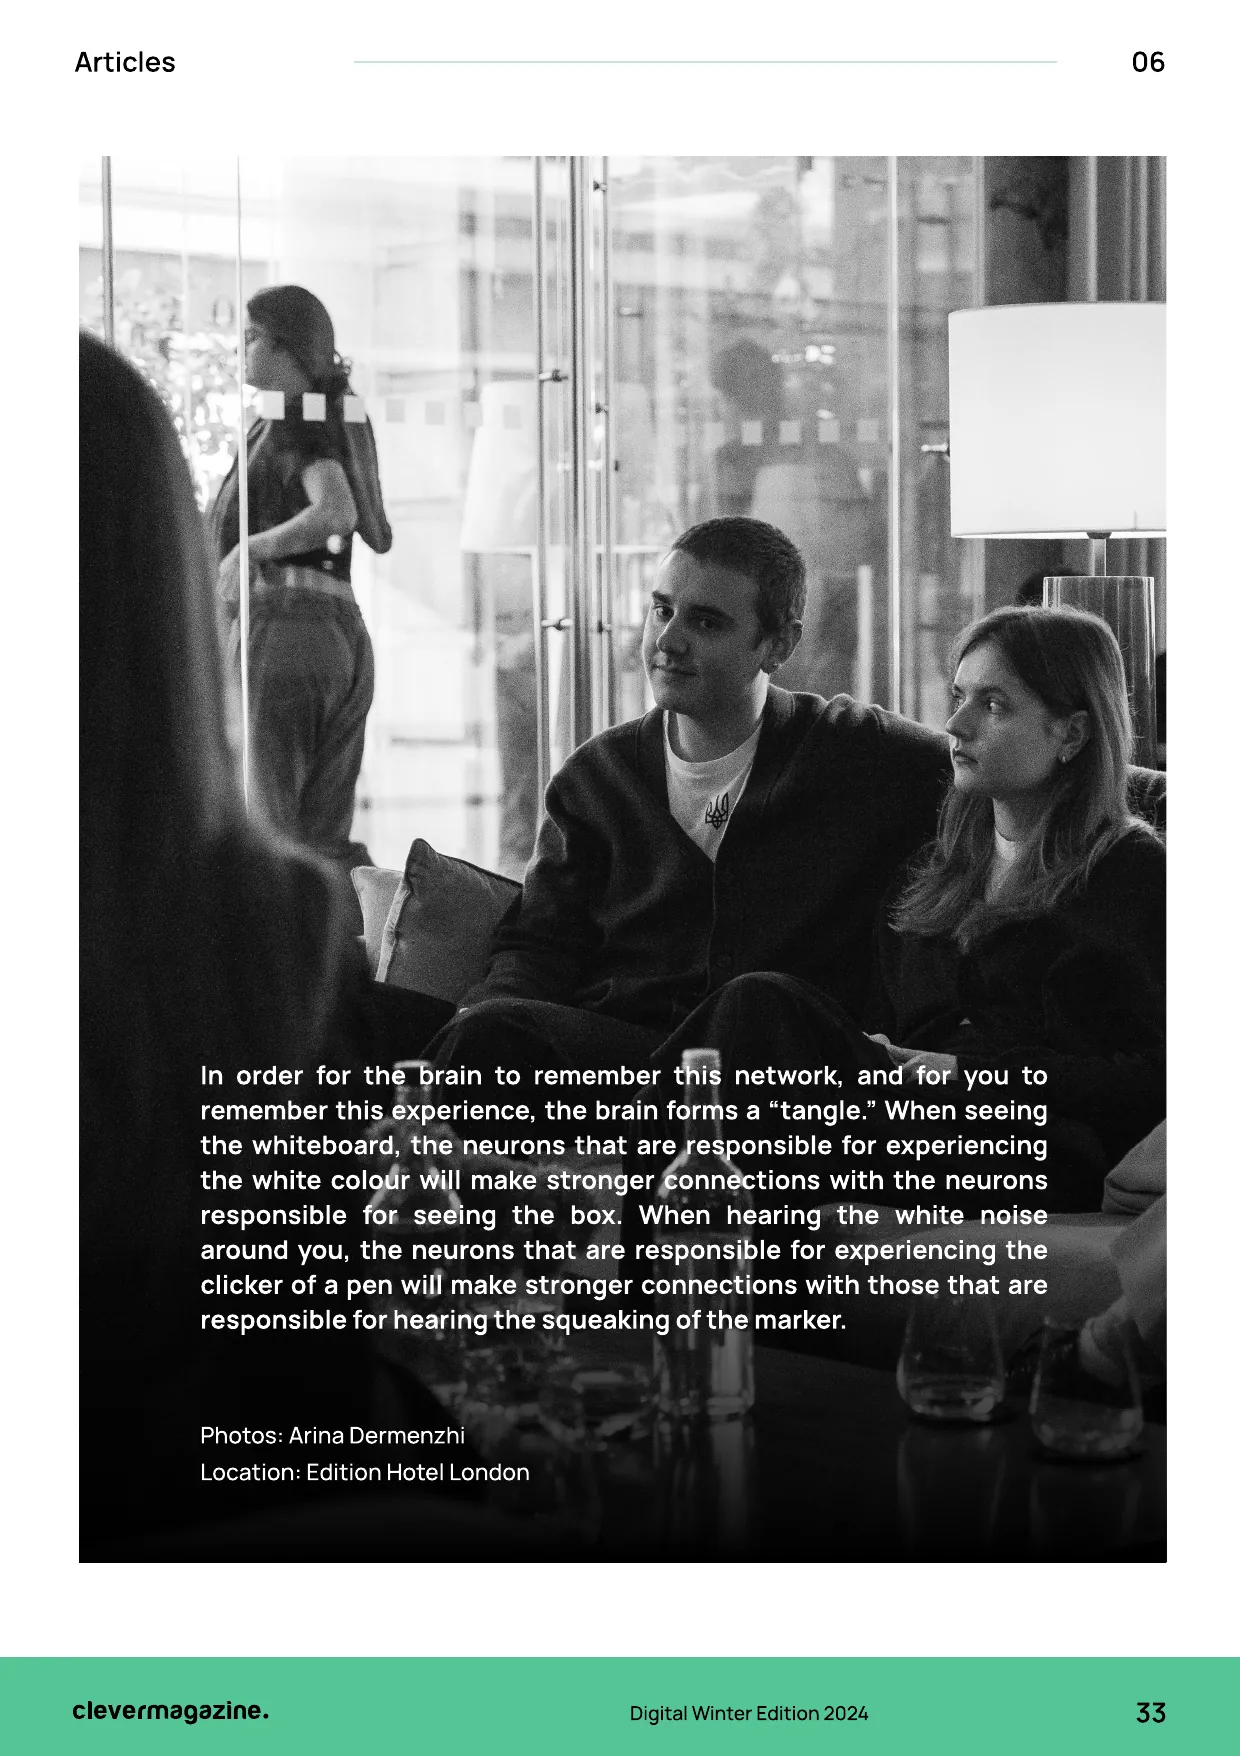 Articles
06
In order for the brain to remember this network, and for you to
remember this experience, the brain forms a “tangle.” When seeing
the whiteboard, the neurons that are responsible for experiencing
the white colour will make stronger connections with the neurons
responsible for seeing the box. When hearing the white noise
around you, the neurons that are responsible for experiencing the
clicker of a pen will make stronger connections with those that are
responsible for hearing the squeaking of the marker.
Photos: Arina Dermenzhi
Location: Edition Hotel London
clevermagazine.
Digital Winter Edition 2024
33